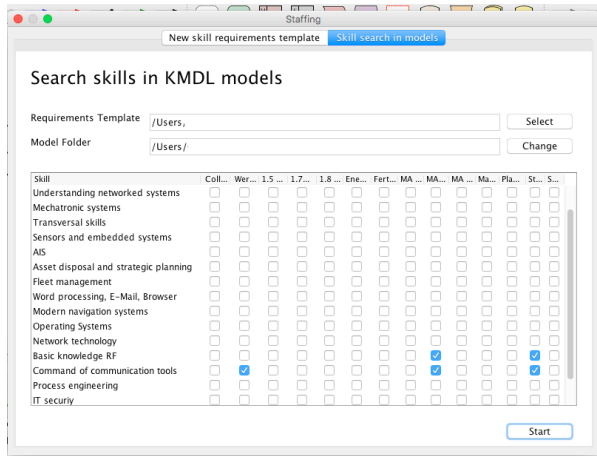 Staffing
New skill requirements template Skill search in models
Search skills in KMDL models
Requirements Template /Users, Select
Model Folder /Users/ Change
Skill Coll... Wer... 1.5 ... 1.7... 1.8 ... Ene... Fert... MA ... MA... MA ... Ma... Pla... St... S...
Understanding networked systems
Mechatronic systems
Transversal skills
Sensors and embedded systems
AIS
Asset disposal and strategic planning
Fleet management
Word processing, E-Mail, Browser
Modern navigation systems
Operating Systems
Network technology
Basic knowledge RF
Command of communication tools
Process engineering
IT securiy
Start